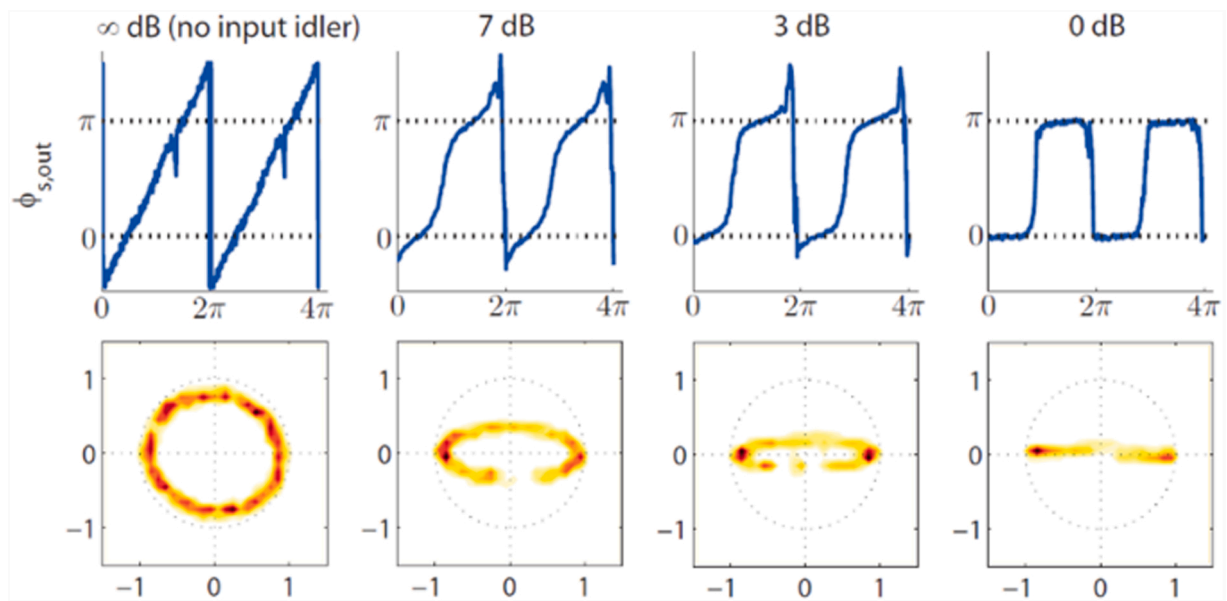 ∞ dB (no input idler) 7 dB 3 dB 0 dB
π π π π
ϕs,out
0 0 0 0
0 2π 4π 0 2π 4π 0 2π 4π 0 2π 4π
1 1 1 1
0 0 0 0
−1 −1 −1 −1
−1 0 1 −1 0 1 −1 0 1 −1 0 1